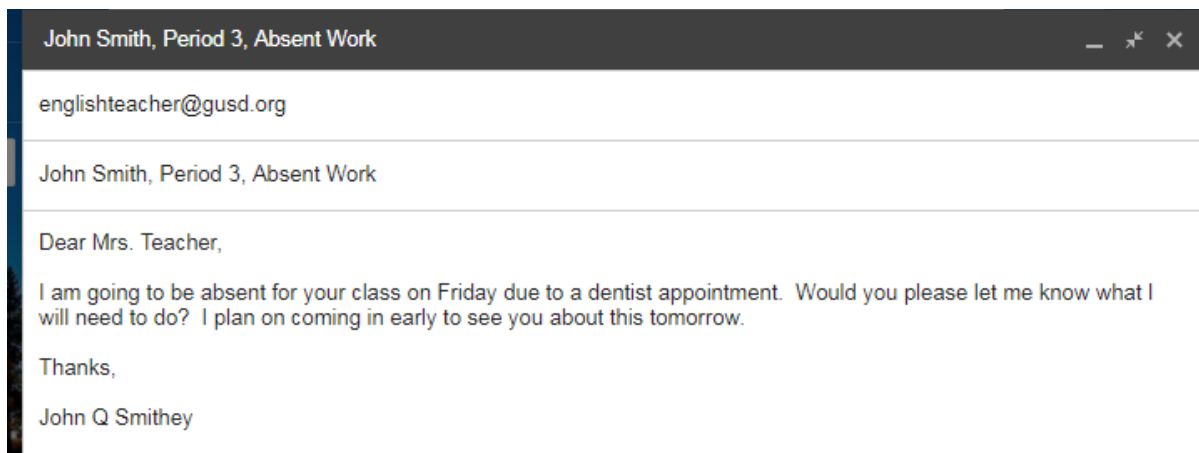 John Smith, Period 3, Absent Work
englishteacher@gusd.org
John Smith, Period 3, Absent Work
Dear Mrs. Teacher,
I am going to be absent for your class on Friday due to a dentist appointment.  Would you please let me know what I
will need to do?  I plan on coming in early to see you about this tomorrow.
Thanks,
John Q Smithey